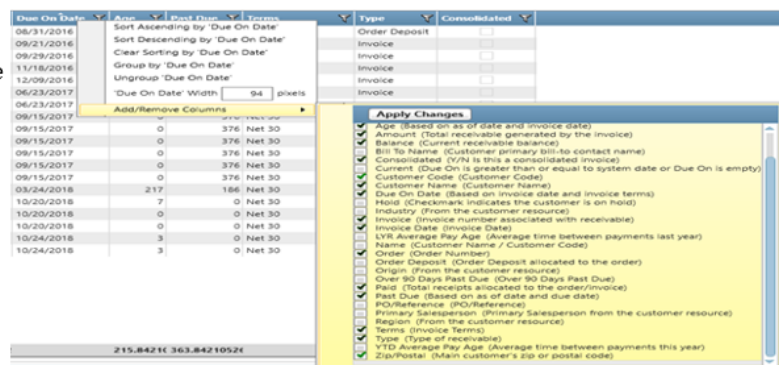 Due On Date Age Past Due Terms Type Consolidated
08/31/2016 Order Deposit
09/21/2016 Invoice
09/29/2016 Invoice
11/18/2016 Invoice
12/09/2016 Invoice
06/23/2017 Invoice
06/23/2017
09/15/2017
09/15/2017 0 376 Net 30
09/15/2017 0 376 Net 30
09/15/2017 0 376 Net 30
09/15/2017 0 376 Net 30
09/15/2017 0 376 Net 30
03/24/2018 217 186 Net 30
10/20/2018 7 0 Net 30
10/20/2018 0 0 Net 30
10/20/2018 0 0 Net 30
10/24/2018 3 0 Net 30
10/24/2018 3 0 Net 30
215.8421( 363.8421052(
Sort Ascending by 'Due On Date'
Sort Descending by 'Due On Date'
Clear Sorting by 'Due On Date'
Group by 'Due On Date'
Ungroup 'Due On Date'
'Due On Date' Width 94 pixels
Add/Remove Columns
Apply Changes
Age (Based on as of date and invoice date)
Amount (Total receivable generated by the invoice)
Balance (Current receivable balance)
Bill To Name (Customer primary bill-to contact name)
Consolidated (Y/N Is this a consolidated invoice)
Current (Due On is greater than or equal to system date or Due On is empty)
Customer Code (Customer Code)
Customer Name (Customer Name)
Due On Date (Based on invoice date and invoice terms)
Hold (Checkmark indicates the customer is on hold)
Industry (From the customer resource)
Invoice (Invoice number associated with receivable)
Invoice Date (Invoice Date)
LYR Average Pay Age (Average time between payments last year)
Name (Customer Name / Customer Code)
Order (Order Number)
Order Deposit (Order Deposit allocated to the order)
Origin (From the customer resource)
Over 90 Days Past Due (Over 90 Days Past Due)
Paid (Total receipts allocated to the order/invoice)
Past Due (Based on as of date and due date)
PO/Reference (PO/Reference)
Primary Salesperson (Primary Salesperson from the customer resource)
Region (From the customer resource)
Terms (Invoice Terms)
Type (Type of receivable)
YTD Average Pay Age (Average time between payments this year)
Zip/Postal (Main customer's zip or postal code)